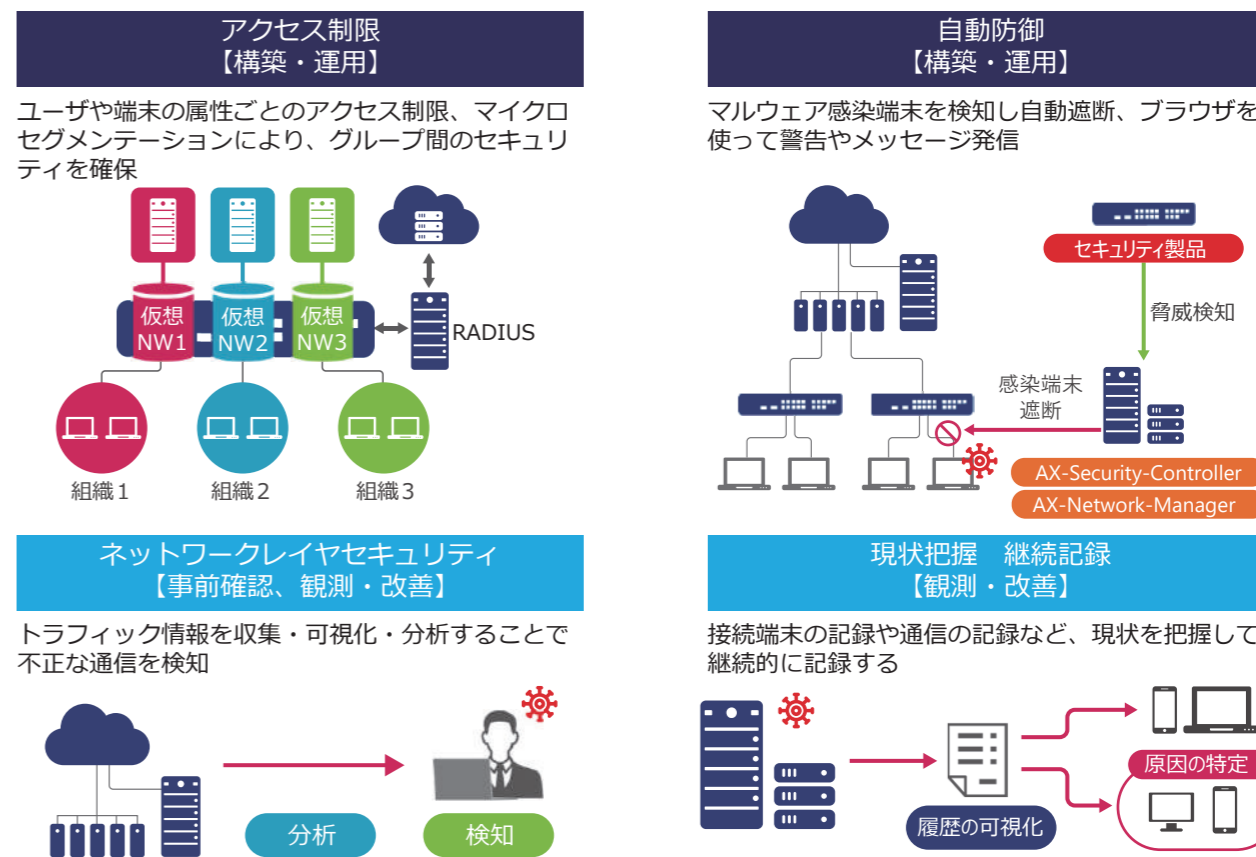 アクセス制限
【構築・運用】
ユーザや端末の属性ごとのアクセス制限、マイクロ
セグメンテーションにより、グループ間のセキュリ
ティを確保
仮想
NW1
仮想
NW2
仮想
NW3
RADIUS
組織1
組織2
組織3
自動防御
【構築・運用】
マルウェア感染端末を検知し自動遮断、ブラウザを
使って警告やメッセージ発信
セキュリティ製品
脅威検知
感染端末
遮断
AX-Security-Controller
AX-Network-Manager
ネットワークレイヤセキュリティ
【事前確認、観測・改善】
トラフィック情報を収集・可視化・分析することで
不正な通信を検知
分析
検知
現状把握　継続記録
【観測・改善】
接続端末の記録や通信の記録など、現状を把握して
継続的に記録する
履歴の可視化
原因の特定